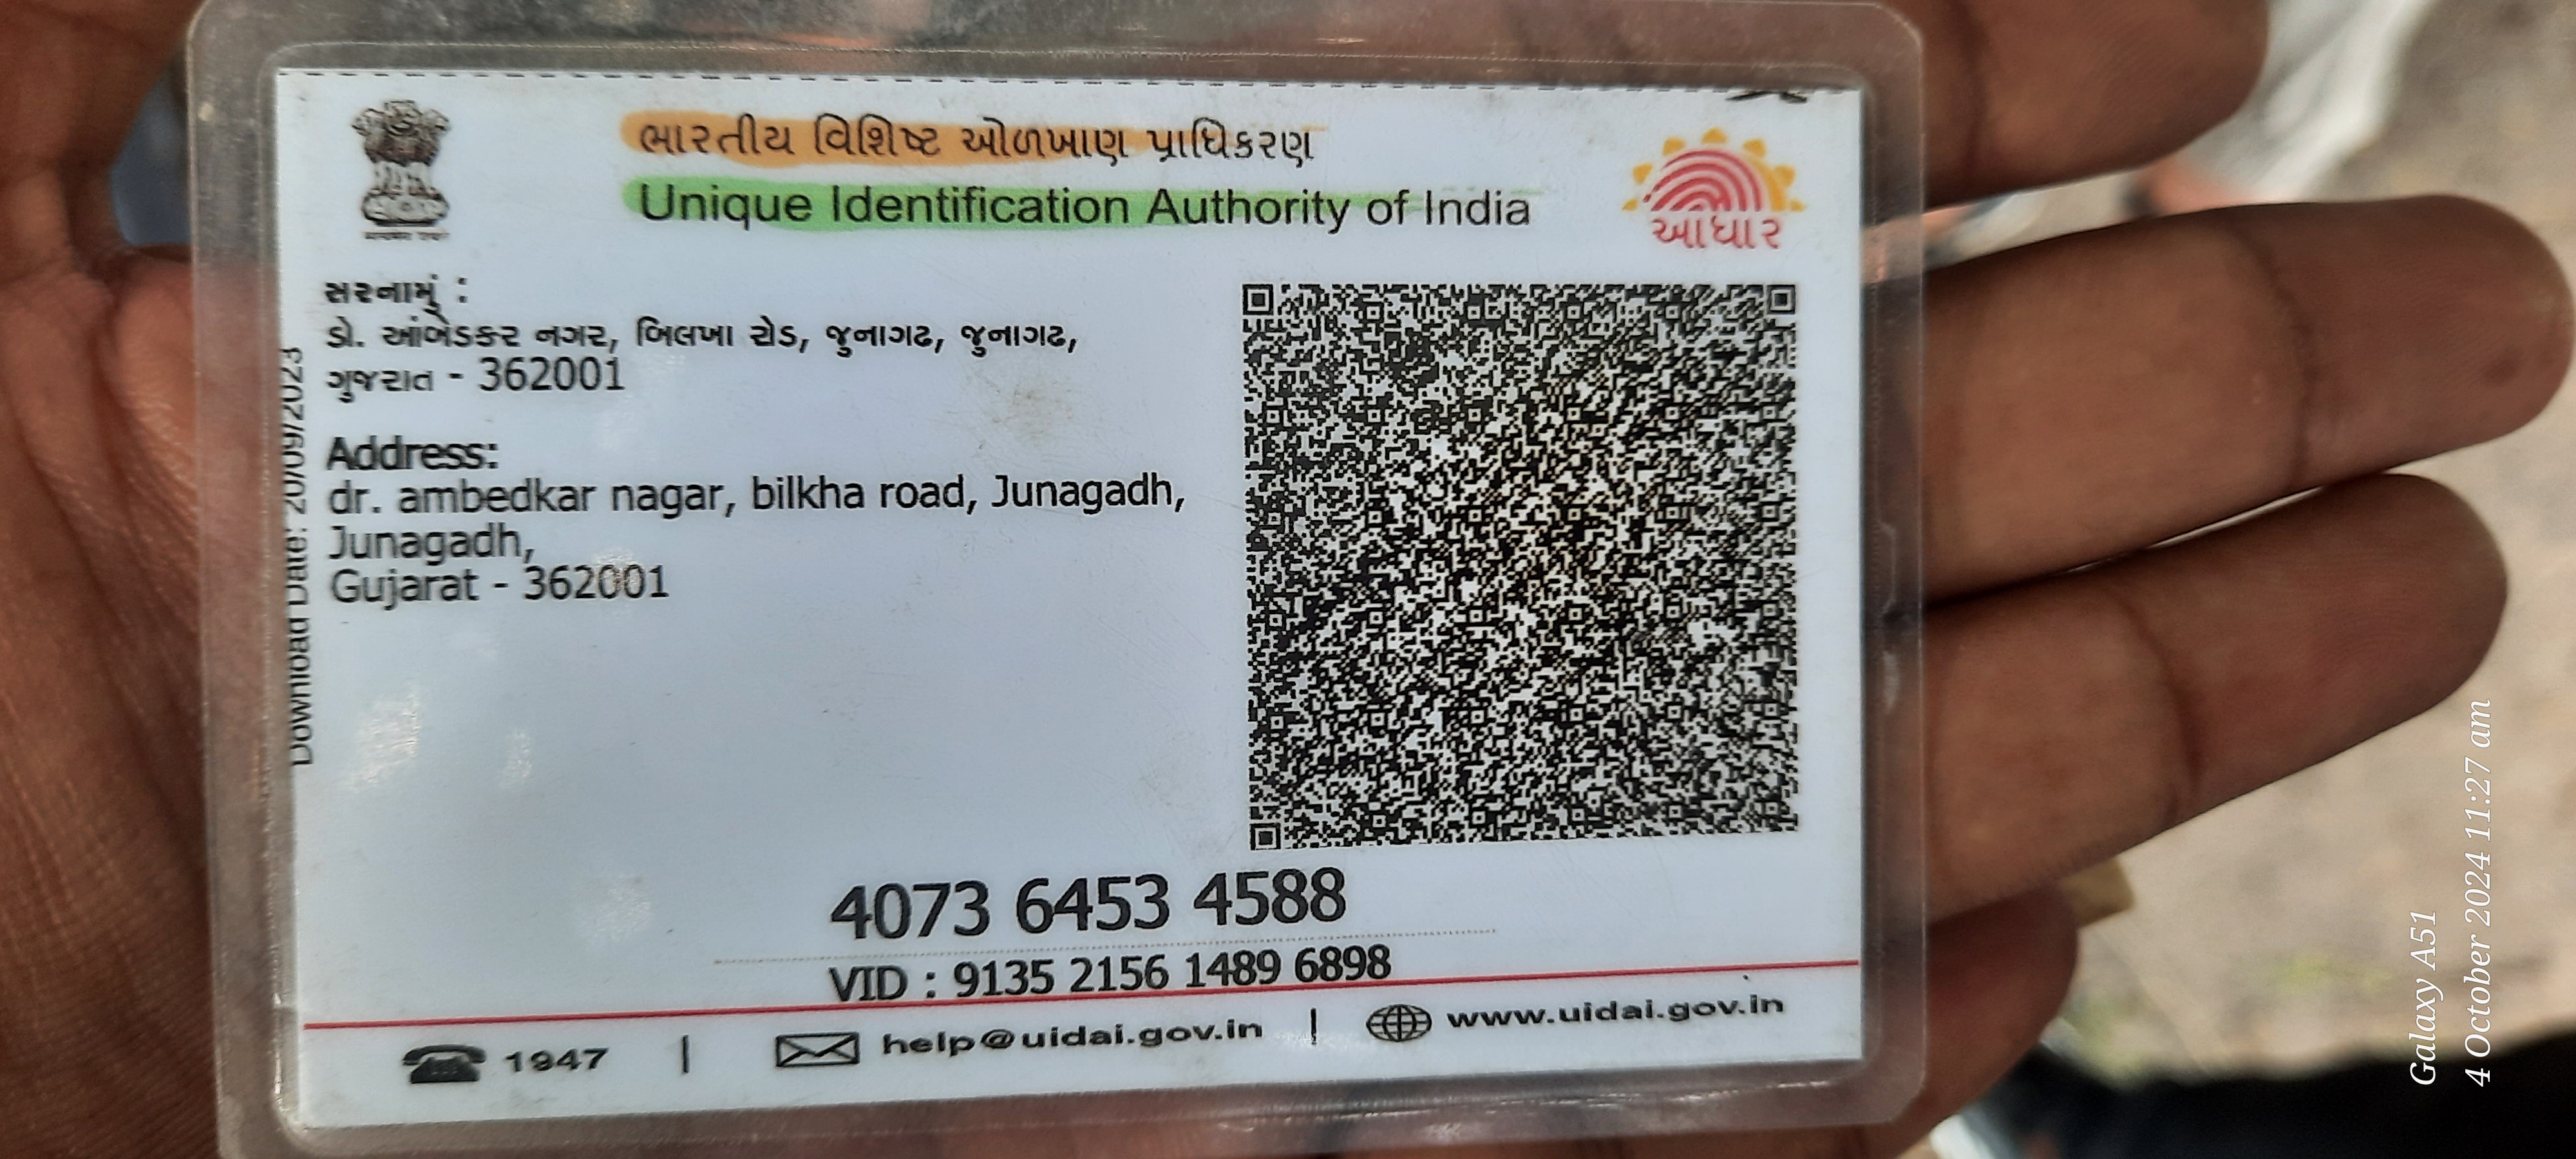 ભારતીય વિશિષ્ટ ઓળખાણ પ્રાધિકરણ
Unique Identification Authority of India
આધાર
સરનામું :
ડો. આંબેડકર નગર, બિલખા રોડ, જુનાગઢ, જુનાગઢ,
ગુજરાત - 362001
Address:
dr. ambedkar nagar, bilkha road, Junagadh,
Junagadh,
Gujarat - 362001
Download Date: 20/09/2023
4073 6453 4588
VID : 9135 2156 1489 6898
1947 | help@uidai.gov.in | www.uidai.gov.in
Galaxy A51
4 October 2024 11:27 am